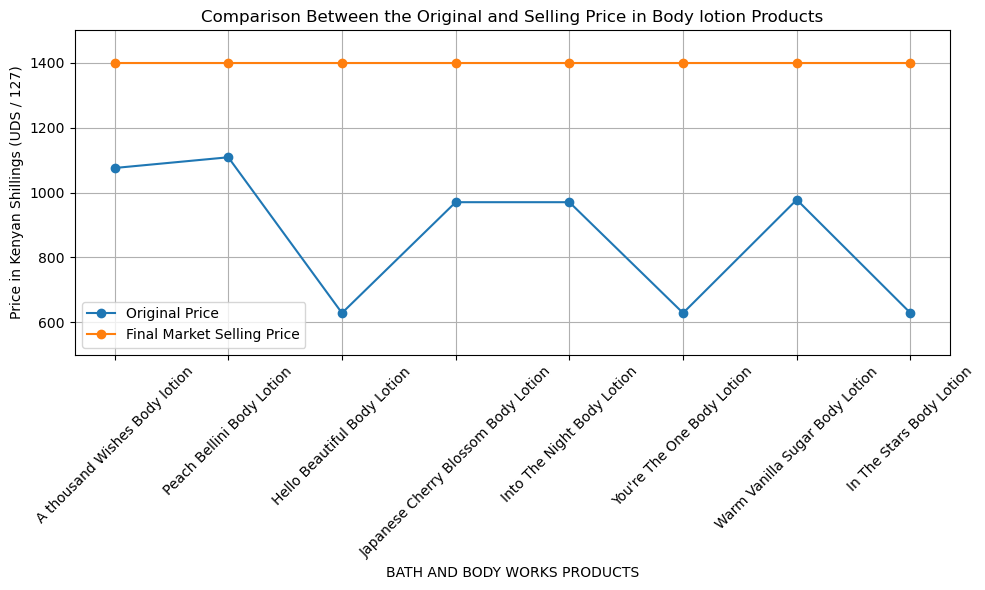 Comparison Between the Original and Selling Price in Body lotion Products
Price in Kenyan Shillings (UDS / 127)
1400
1200
1000
800
600
Original Price
Final Market Selling Price
A thousand Wishes Body lotion
Peach Bellini Body Lotion
Hello Beautiful Body Lotion
Japanese Cherry Blossom Body Lotion
Into The Night Body Lotion
You're The One Body Lotion
Warm Vanilla Sugar Body Lotion
In The Stars Body Lotion
BATH AND BODY WORKS PRODUCTS